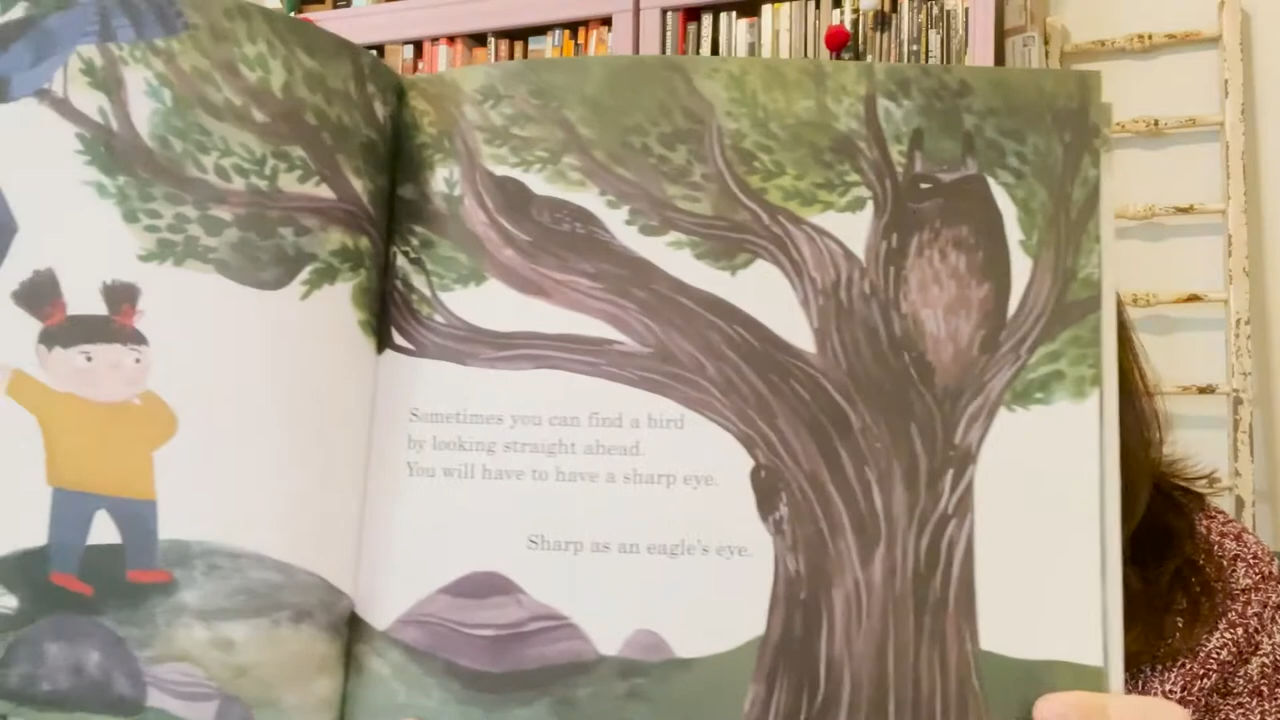 Sometimes you can find a bird
by looking straight ahead.
You will have to have a sharp eye.
Sharp as an eagle's eye.